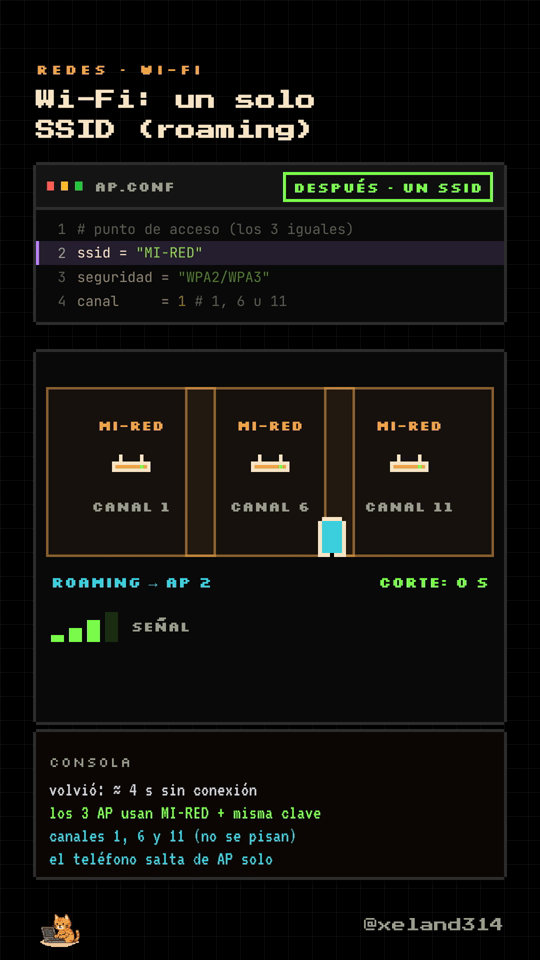 REDES · WI-FI
Wi-Fi: un solo
SSID (roaming)
AP.CONF
DESPUÉS · UN SSID
1 # punto de acceso (los 3 iguales)
2 ssid = "MI-RED"
3 seguridad = "WPA2/WPA3"
4 canal = 1 # 1, 6 u 11
MI-RED MI-RED MI-RED
CANAL 1 CANAL 6 CANAL 11
ROAMING → AP 2 CORTE: 0 S
SEÑAL
CONSOLA
volvió: ≈ 4 s sin conexión
los 3 AP usan MI-RED + misma clave
canales 1, 6 y 11 (no se pisan)
el teléfono salta de AP solo
@xeland314